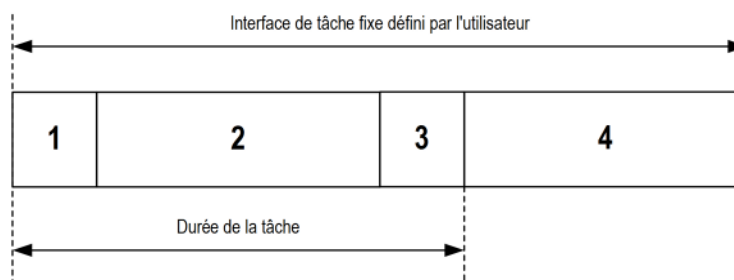 Interface de tâche fixe défini par l'utilisateur
1 2 3 4
Durée de la tâche